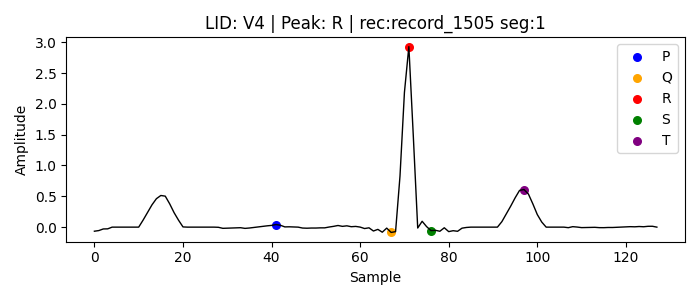 LID: V4 | Peak: R | rec:record_1505 seg:1
Amplitude
3.0
2.5
2.0
1.5
1.0
0.5
0.0
P
Q
R
S
T
0 20 40 60 80 100 120
Sample